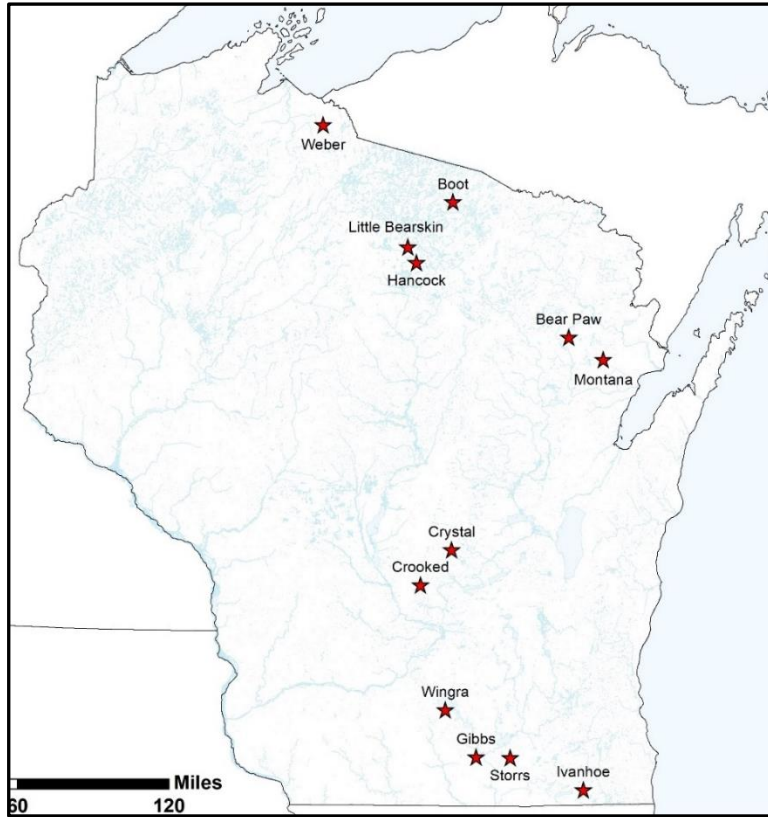 Weber
Boot
Little Bearskin
Hancock
Bear Paw
Montana
Crystal
Crooked
Wingra
Gibbs
Storrs
Ivanhoe
Miles
60 120